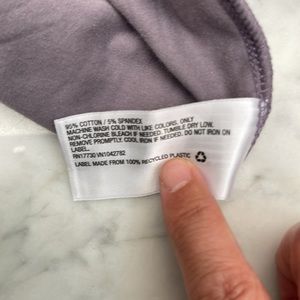 95% COTTON / 5% SPANDEX
MACHINE WASH COLD WITH LIKE COLORS, ONLY
NON-CHLORINE BLEACH IF NEEDED. TUMBLE DRY LOW.
REMOVE PROMPTLY. COOL IRON IF NEEDED. DO NOT IRON ON
LABEL.
RN17730 VN1042782
LABEL MADE FROM 100% RECYCLED PLASTIC